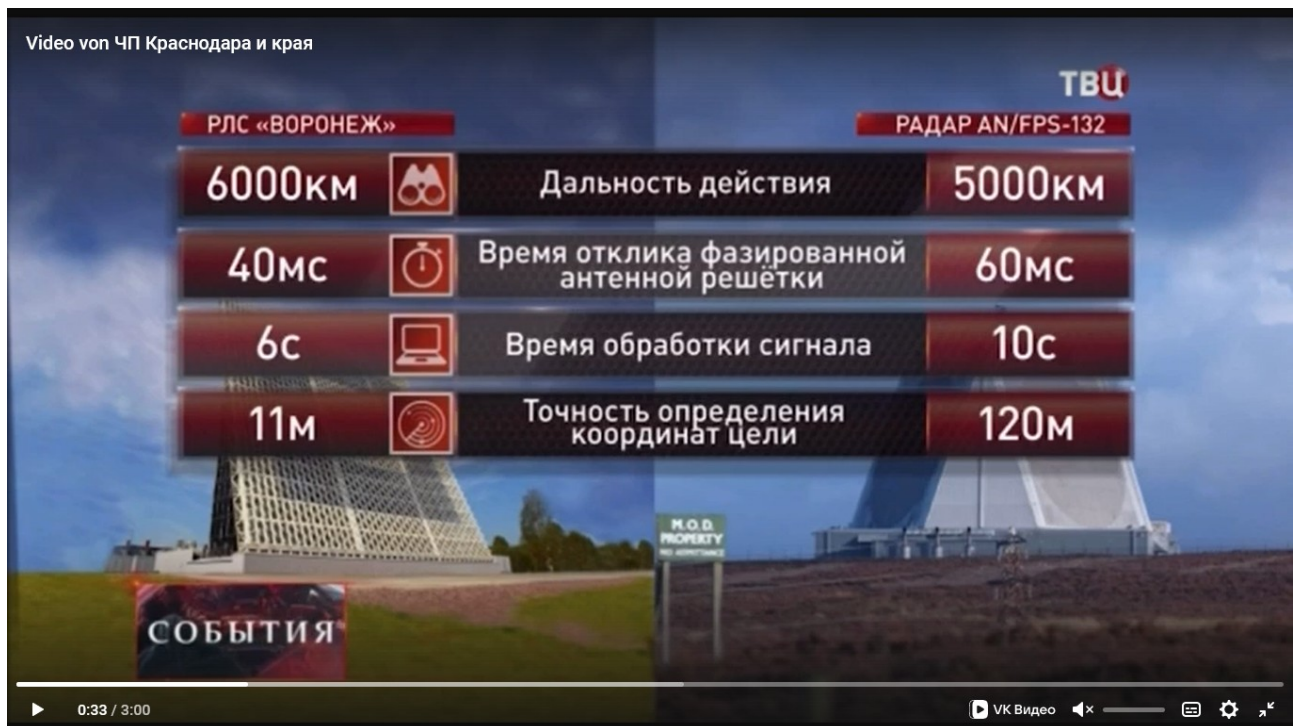 Video von ЧП Краснодара и края
ТВЦ
РЛС «ВОРОНЕЖ»
РАДАР AN/FPS-132
6000км
Дальность действия
5000км
40мс
Время отклика фазированной
антенной решётки
60мс
6с
Время обработки сигнала
10с
11м
Точность определения
координат цели
120м
M.O.D.
PROPERTY
NO ADMITTANCE
СОБЫТИЯ
0:33 / 3:00
VK Видео